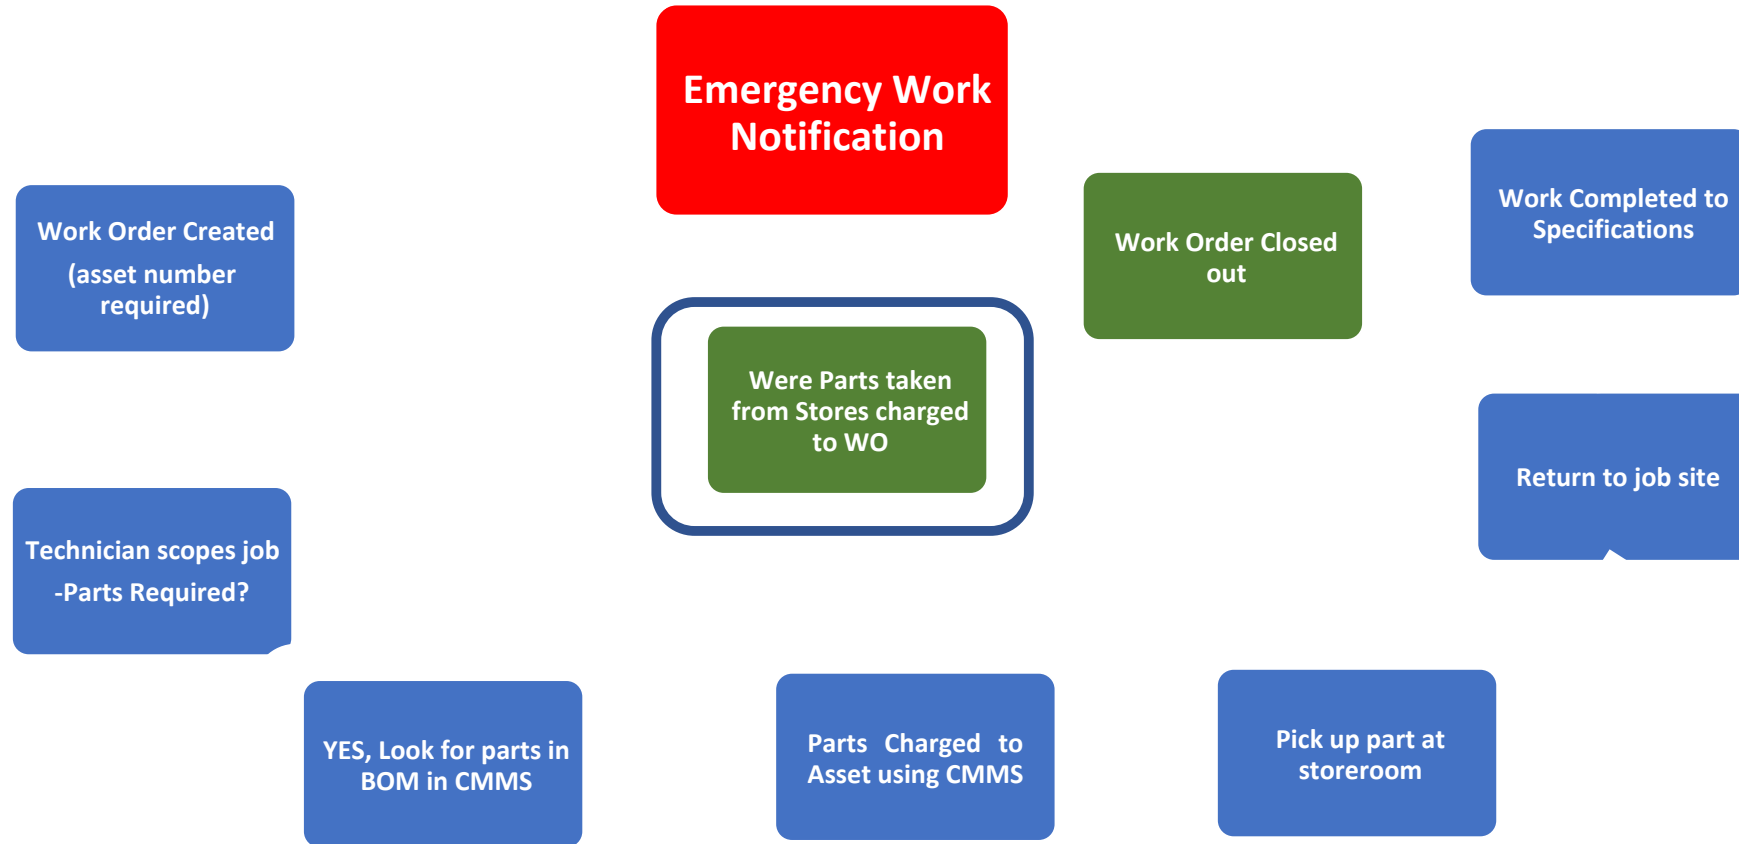 Emergency Work
Notification
Work Order Created
(asset number
required)
Technician scopes job
-Parts Required?
YES, Look for parts in
BOM in CMMS
Parts Charged to
Asset using CMMS
Pick up part at
storeroom
Return to job site
Work Completed to
Specifications
Work Order Closed
out
Were Parts taken
from Stores charged
to WO